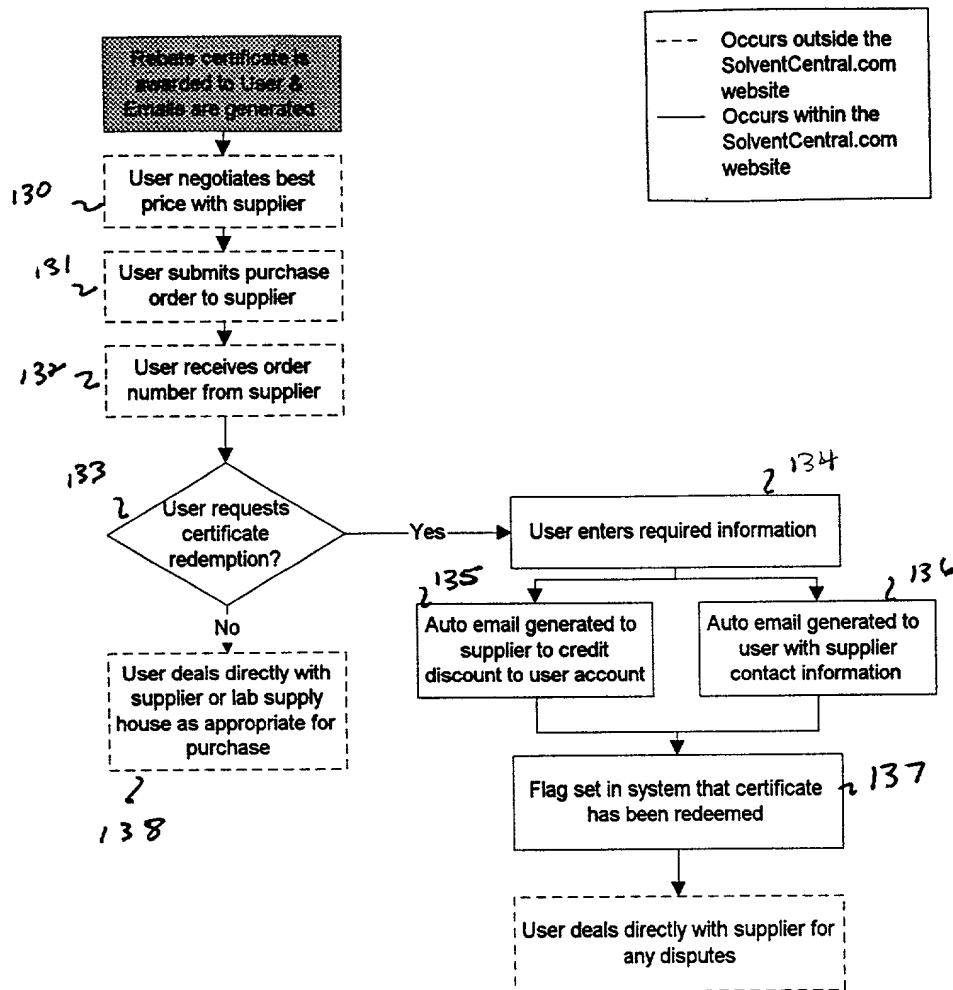 Rebate certificate is
awarded to User &
Emails are generated
Occurs outside the
SolventCentral.com
website
Occurs within the
SolventCentral.com
website
130
User negotiates best
price with supplier
131
User submits purchase
order to supplier
132
User receives order
number from supplier
133
User requests
certificate
redemption?
Yes
134
User enters required information
135
Auto email generated to
supplier to credit
discount to user account
136
Auto email generated to
user with supplier
contact information
No
User deals directly with
supplier or lab supply
house as appropriate for
purchase
138
Flag set in system that certificate
has been redeemed
137
User deals directly with supplier for
any disputes